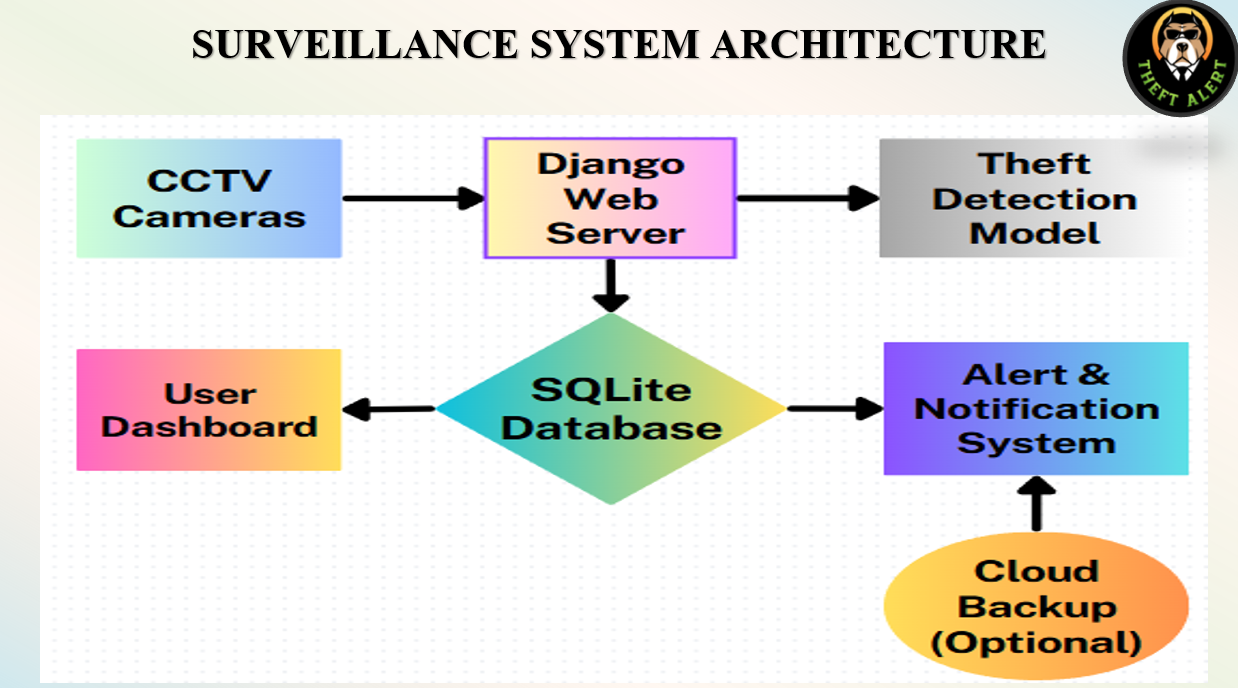 SURVEILLANCE SYSTEM ARCHITECTURE
THEFT ALERT
CCTV
Cameras
Django
Web
Server
Theft
Detection
Model
User
Dashboard
SQLite
Database
Alert &
Notification
System
Cloud
Backup
(Optional)